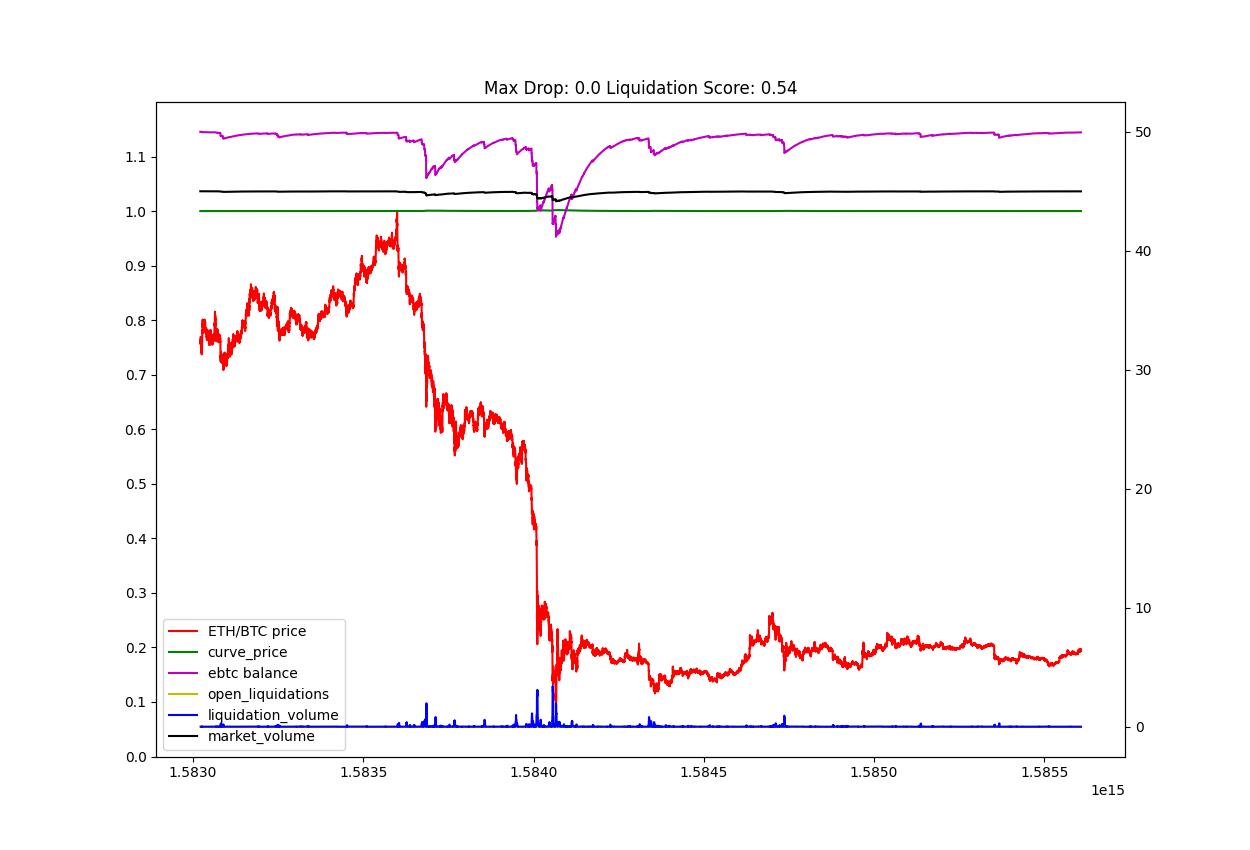 Max Drop: 0.0 Liquidation Score: 0.54
1.1
1.0
0.9
0.8
0.7
0.6
0.5
0.4
0.3
0.2
0.1
0.0
50
40
30
20
10
0
ETH/BTC price
curve_price
ebtc balance
open_liquidations
liquidation_volume
market_volume
1.5830 1.5835 1.5840 1.5845 1.5850 1.5855
1e15